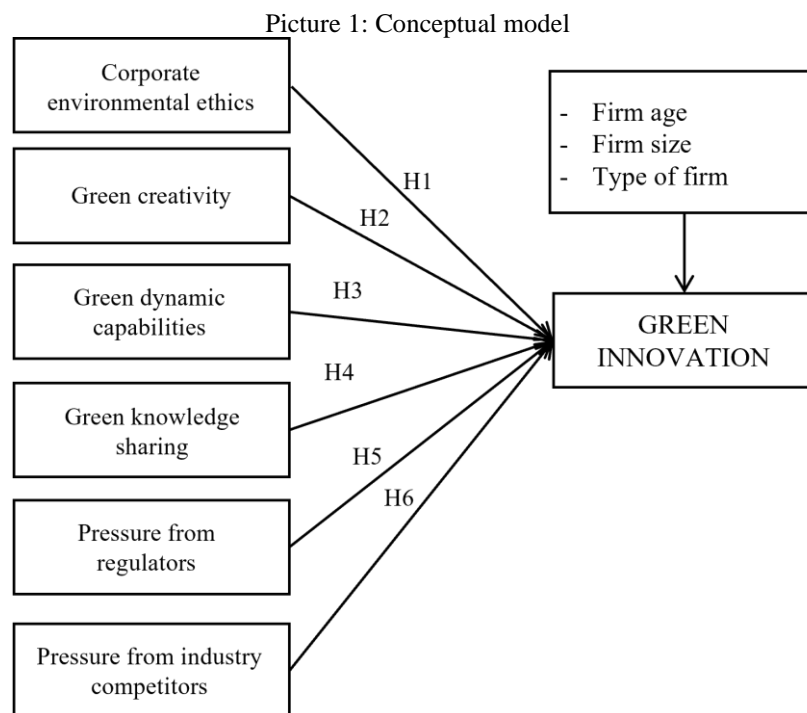 Picture 1: Conceptual model
Corporate
environmental ethics
Green creativity
Green dynamic
capabilities
Green knowledge
sharing
Pressure from
regulators
Pressure from industry
competitors
H1
H2
H3
H4
H5
H6
- Firm age
- Firm size
- Type of firm
GREEN
INNOVATION